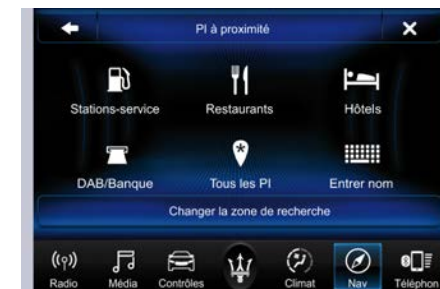 PI à proximité
Stations-service
Restaurants
Hôtels
DAB/Banque
Tous les PI
Entrer nom
Changer la zone de recherche
Radio
Média
Contrôles
Climat
Nav
Téléphon